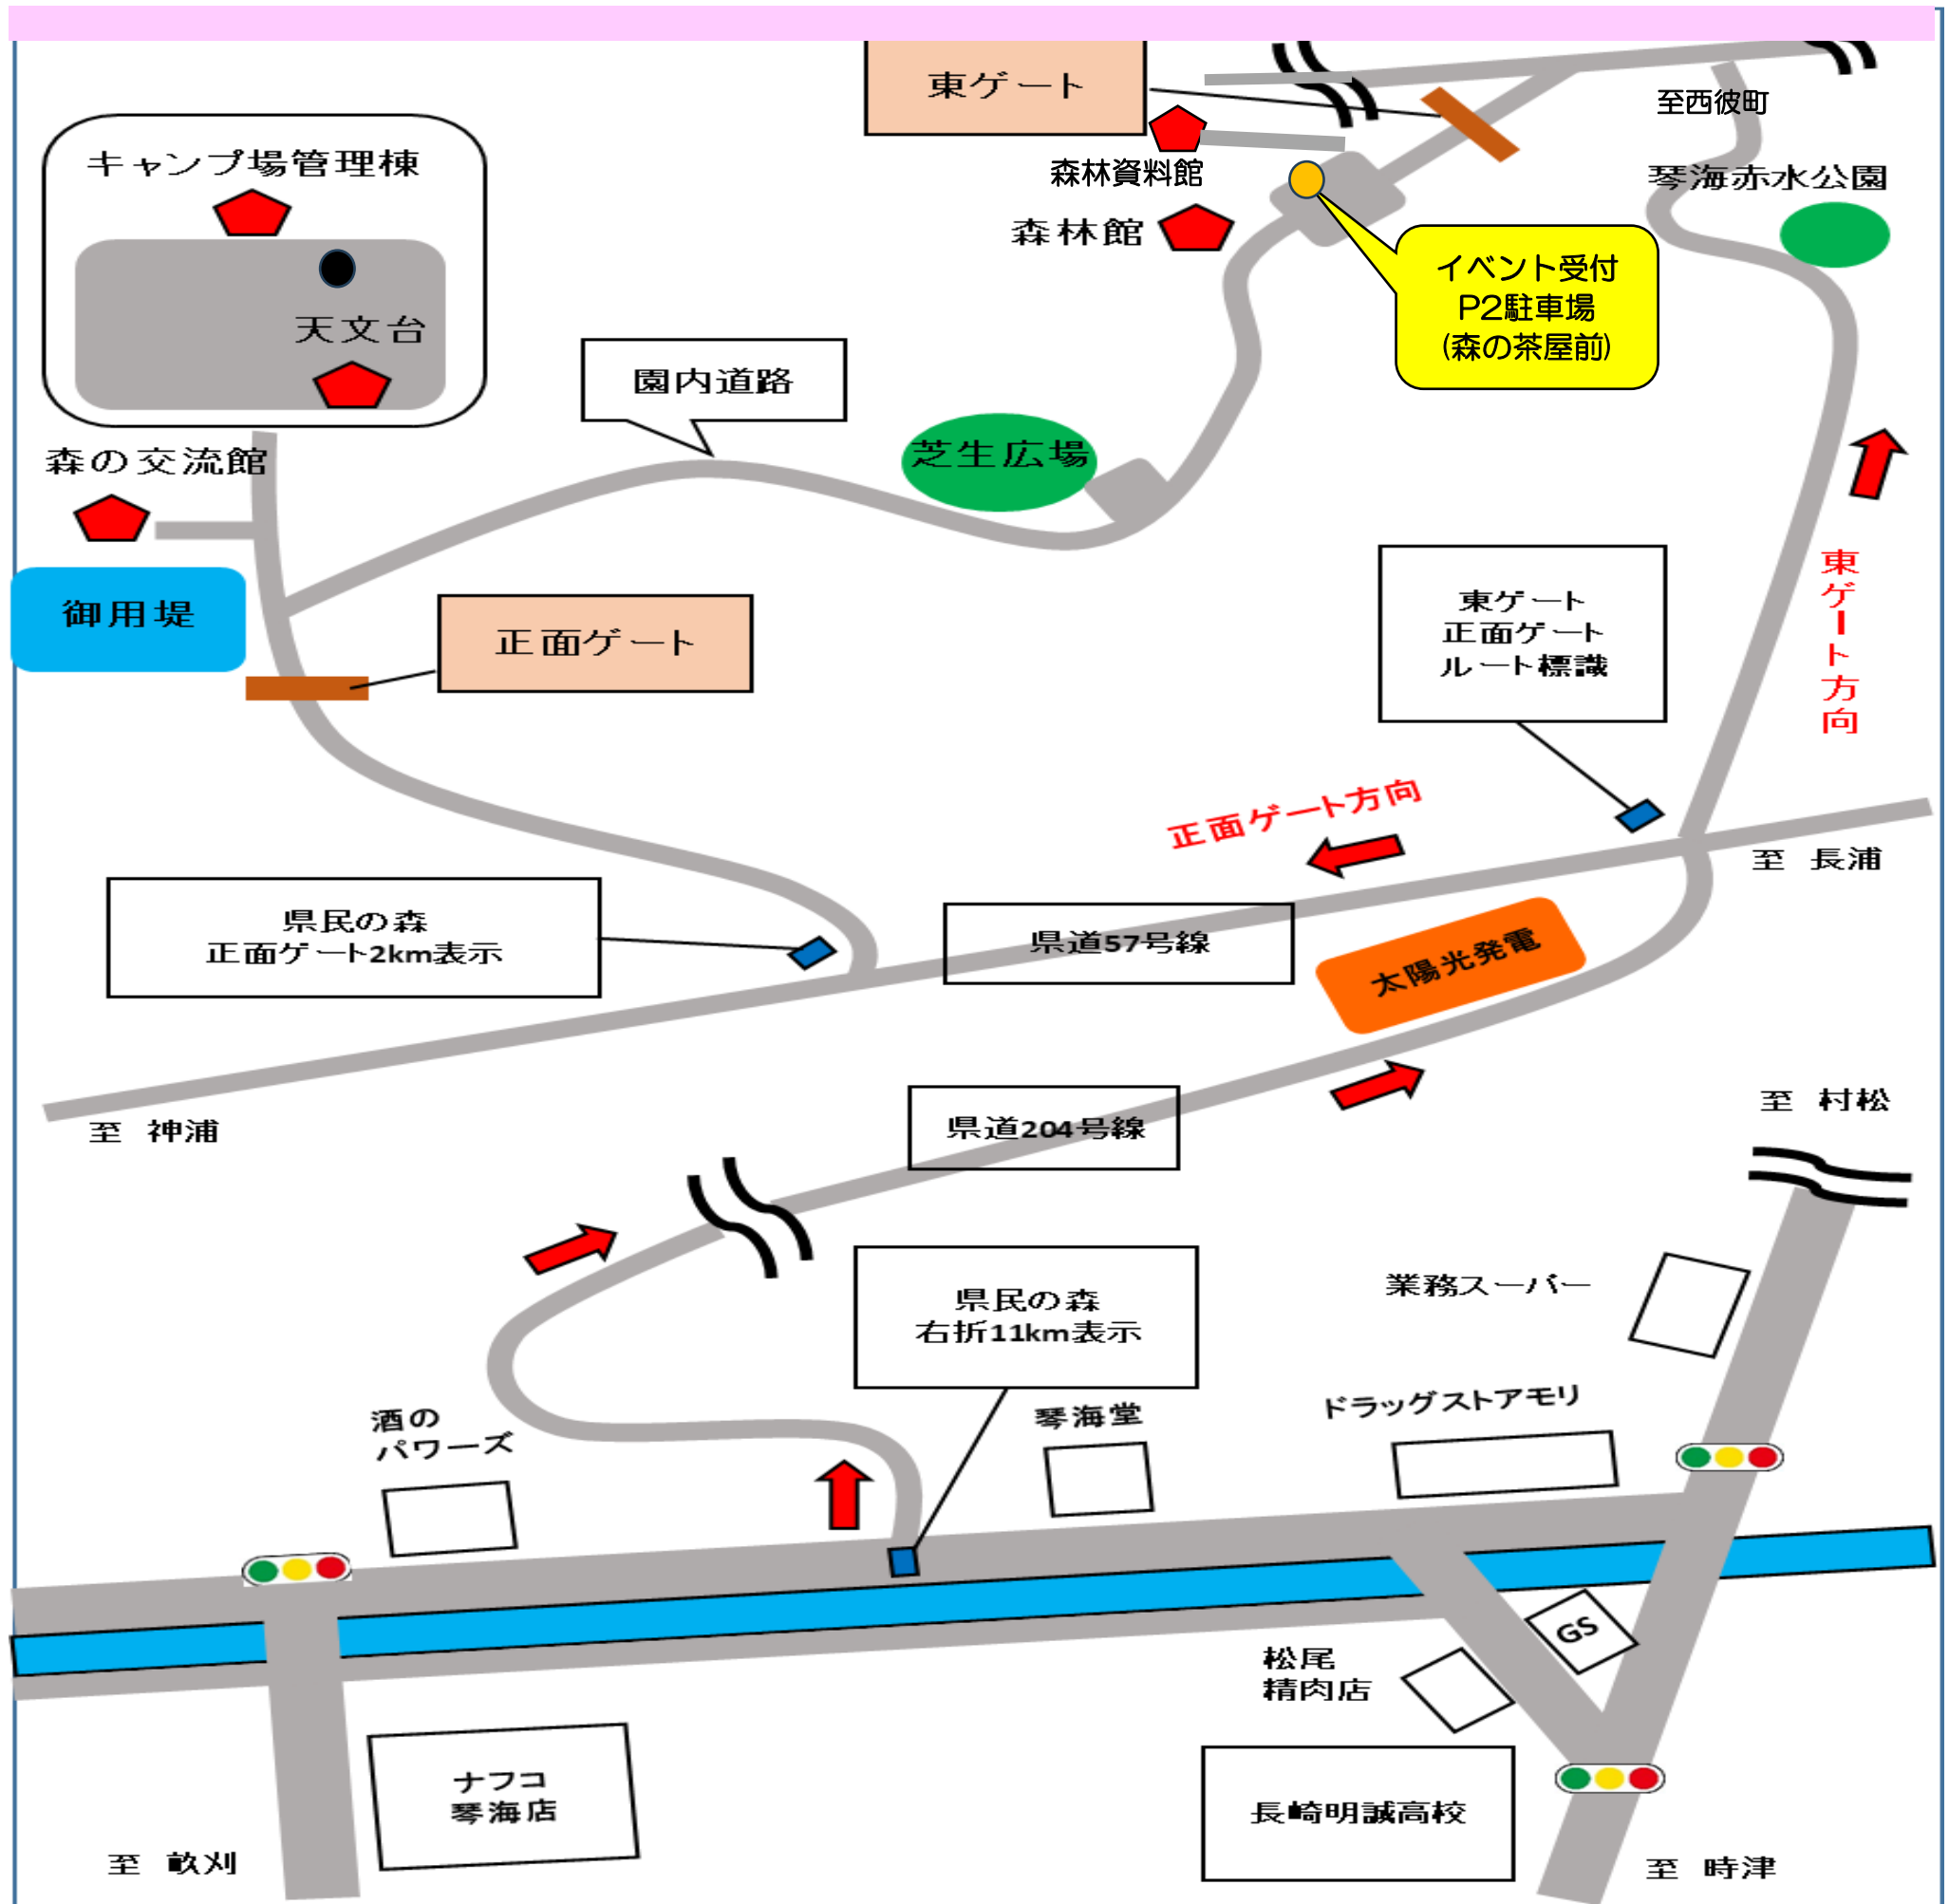 東ゲート
至西彼町
キャンプ場管理棟
森林資料館
琴海赤水公園
森林館
イベント受付
P2駐車場
(森の茶屋前)
天文台
園内道路
芝生広場
森の交流館
東ゲート方向
東ゲート
正面ゲート
ルート標識
御用堤
正面ゲート
正面ゲート方向
至 長浦
県民の森
正面ゲート2km表示
県道57号線
太陽光発電
至 村松
県道204号線
至 神浦
業務スーパー
県民の森
右折11km表示
ドラッグストアモリ
琴海堂
酒の
パワーズ
GS
松尾
精肉店
ナフコ
琴海店
長崎明誠高校
至 畝刈
至 時津